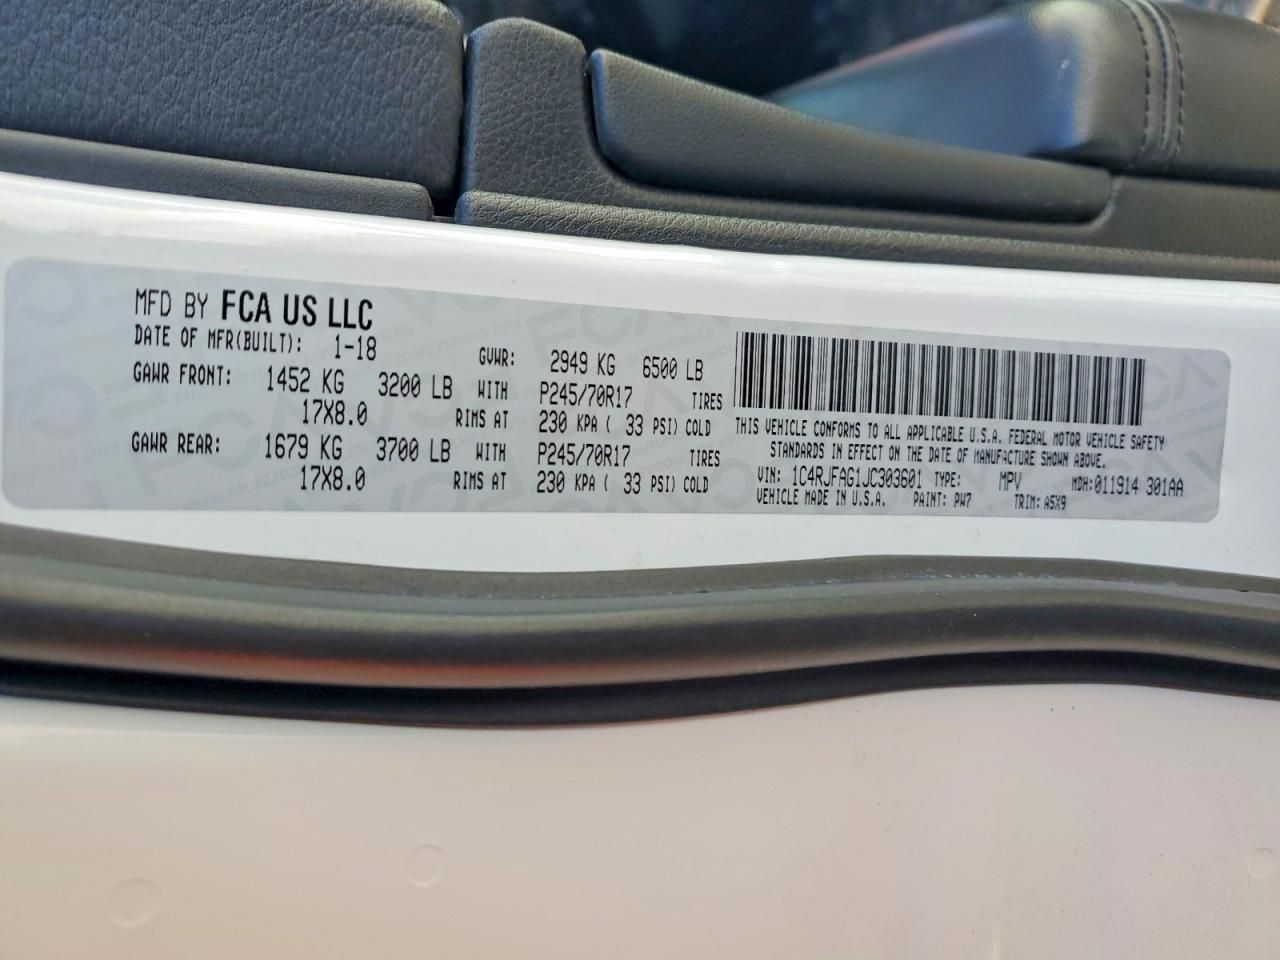 MFD BY FCA US LLC
DATE OF MFR(BUILT): 1-18 GVWR: 2949 KG 6500 LB
GAWR FRONT: 1452 KG 3200 LB WITH P245/70R17 TIRES
17X8.0 RIMS AT 230 KPA ( 33 PSI) COLD
GAWR REAR: 1679 KG 3700 LB WITH P245/70R17 TIRES
17X8.0 RIMS AT 230 KPA ( 33 PSI) COLD
THIS VEHICLE CONFORMS TO ALL APPLICABLE U.S.A. FEDERAL MOTOR VEHICLE SAFETY
STANDARDS IN EFFECT ON THE DATE OF MANUFACTURE SHOWN ABOVE.
VIN: 1C4RJFAG1JC303601 TYPE: MPV MDH:011914 301AA
VEHICLE MADE IN U.S.A. PAINT: PW7 TRIM: A5X9